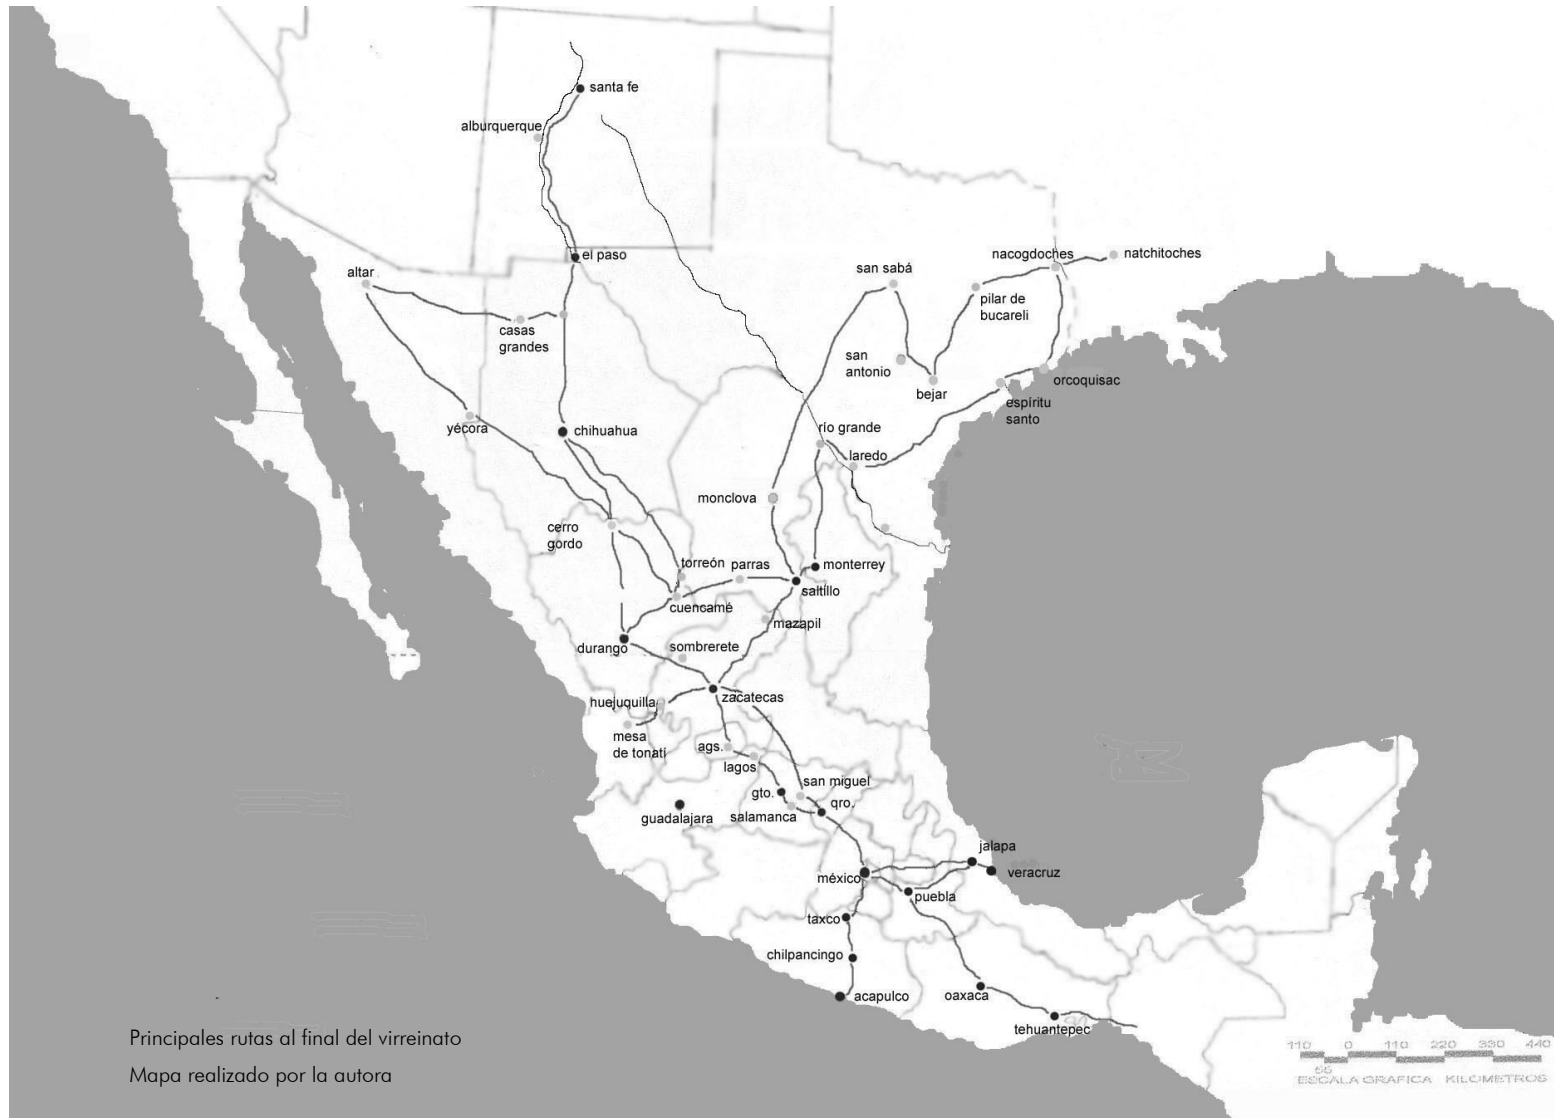 santa fe
alburquerque
el paso
altar
casas
grandes
nacogdoches
natchitoches
san sabá
pilar de
bucareli
san
antonio
bejar
orcoquisac
espíritu
santo
yécora
chihuahua
río grande
laredo
monclova
cerro
gordo
torreón
parras
monterrey
saltillo
cuencamé
mazapil
durango
sombrerete
huejuquilla
zacatecas
mesa
de tonatí
ags.
lagos
san miguel
gto.
qro.
salamanca
guadalajara
jalapa
méxico
veracruz
puebla
taxco
chilpancingo
acapulco
oaxaca
tehuantepec
Principales rutas al final del virreinato
Mapa realizado por la autora
110 0 110 220 330 440
55
ESCALA GRAFICA KILOMETROS